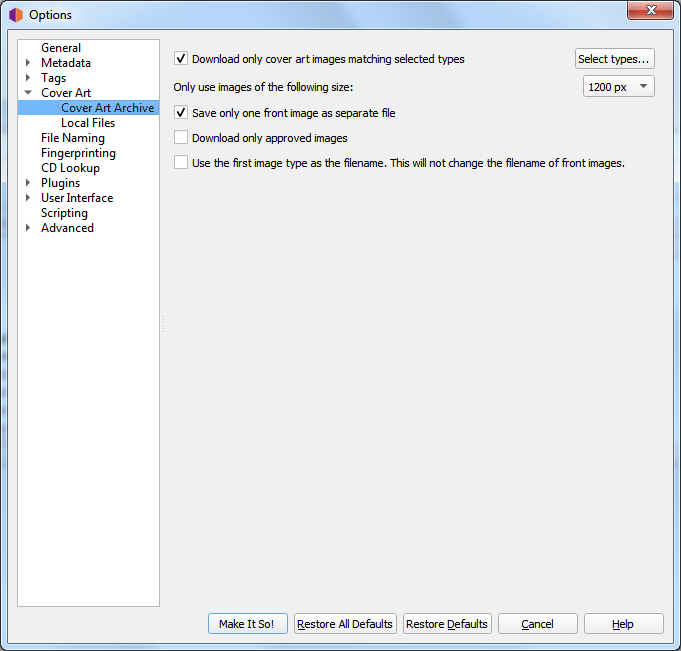 Options
General
Metadata
Tags
Cover Art
Cover Art Archive
Local Files
File Naming
Fingerprinting
CD Lookup
Plugins
User Interface
Scripting
Advanced
Download only cover art images matching selected types
Select types...
Only use images of the following size:
1200 px
Save only one front image as separate file
Download only approved images
Use the first image type as the filename. This will not change the filename of front images.
Make It So!
Restore All Defaults
Restore Defaults
Cancel
Help